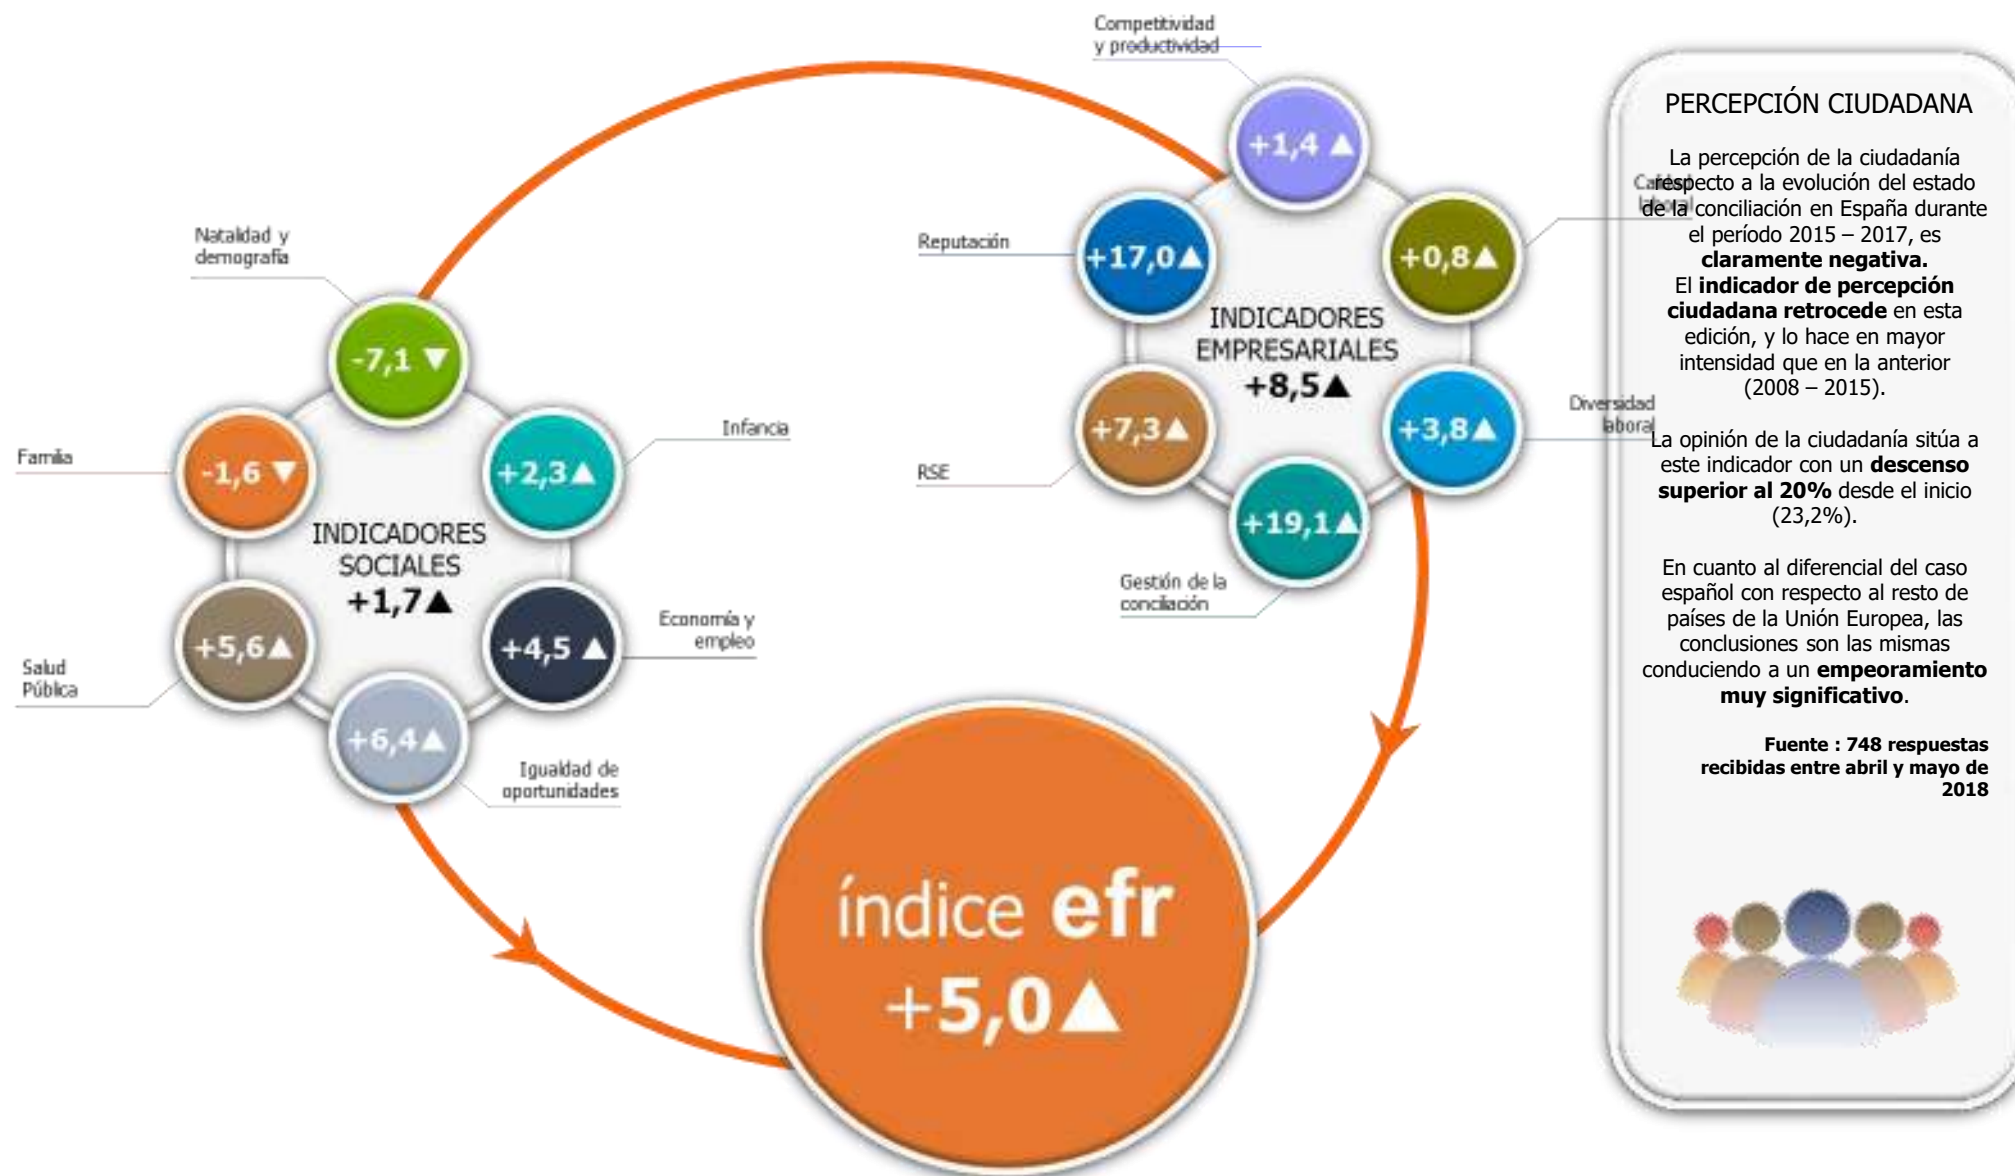 Competitividad
y productividad
+1,4 ▲
Reputación
+17,0▲
Calidad
laboral
+0,8▲
INDICADORES
EMPRESARIALES
+8,5▲
RSE
+7,3▲
Diversidad
laboral
+3,8▲
+19,1▲
Gestión de la
conciliación
Natalidad y
demografía
-7,1 ▼
Familia
-1,6 ▼
Infancia
+2,3▲
INDICADORES
SOCIALES
+1,7▲
Salud
Pública
+5,6▲
Economía y
empleo
+4,5 ▲
+6,4▲
Igualdad de
oportunidades
índice efr
+5,0▲
PERCEPCIÓN CIUDADANA
La percepción de la ciudadanía
respecto a la evolución del estado
de la conciliación en España durante
el período 2015 – 2017, es
claramente negativa.
El indicador de percepción
ciudadana retrocede en esta
edición, y lo hace en mayor
intensidad que en la anterior
(2008 – 2015).
La opinión de la ciudadanía sitúa a
este indicador con un descenso
superior al 20% desde el inicio
(23,2%).
En cuanto al diferencial del caso
español con respecto al resto de
países de la Unión Europea, las
conclusiones son las mismas
conduciendo a un empeoramiento
muy significativo.
Fuente : 748 respuestas
recibidas entre abril y mayo de
2018